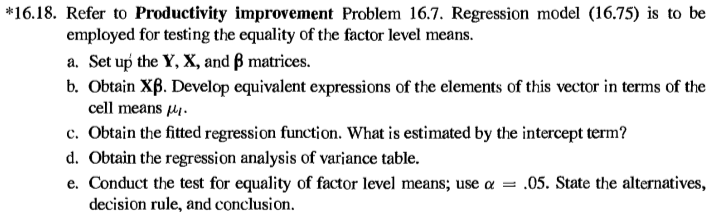 *16.18. Refer to Productivity improvement Problem 16.7. Regression model (16.75) is to be
employed for testing the equality of the factor level means.
a. Set up the Y, X, and β matrices.
b. Obtain Xβ. Develop equivalent expressions of the elements of this vector in terms of the
cell means μᵢ.
c. Obtain the fitted regression function. What is estimated by the intercept term?
d. Obtain the regression analysis of variance table.
e. Conduct the test for equality of factor level means; use α = .05. State the alternatives,
decision rule, and conclusion.